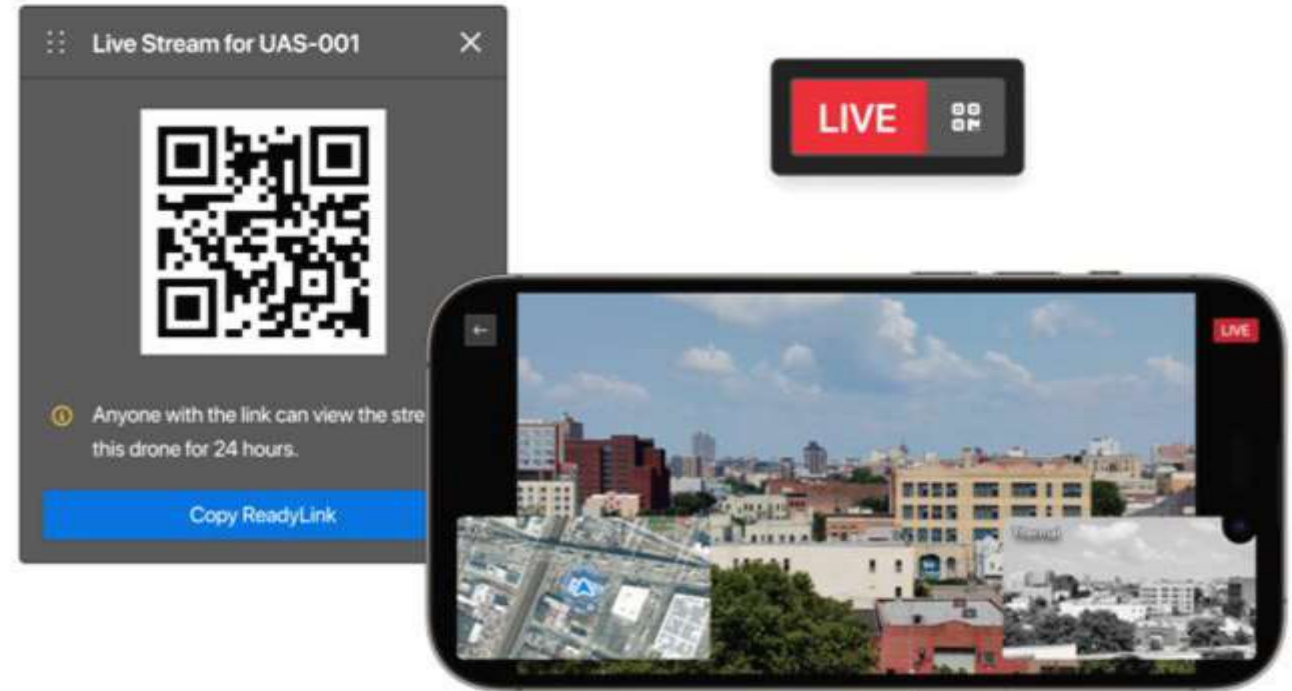 Live Stream for UAS-001
LIVE
LIVE
Anyone with the link can view the stre
this drone for 24 hours.
Copy ReadyLink
Thermal